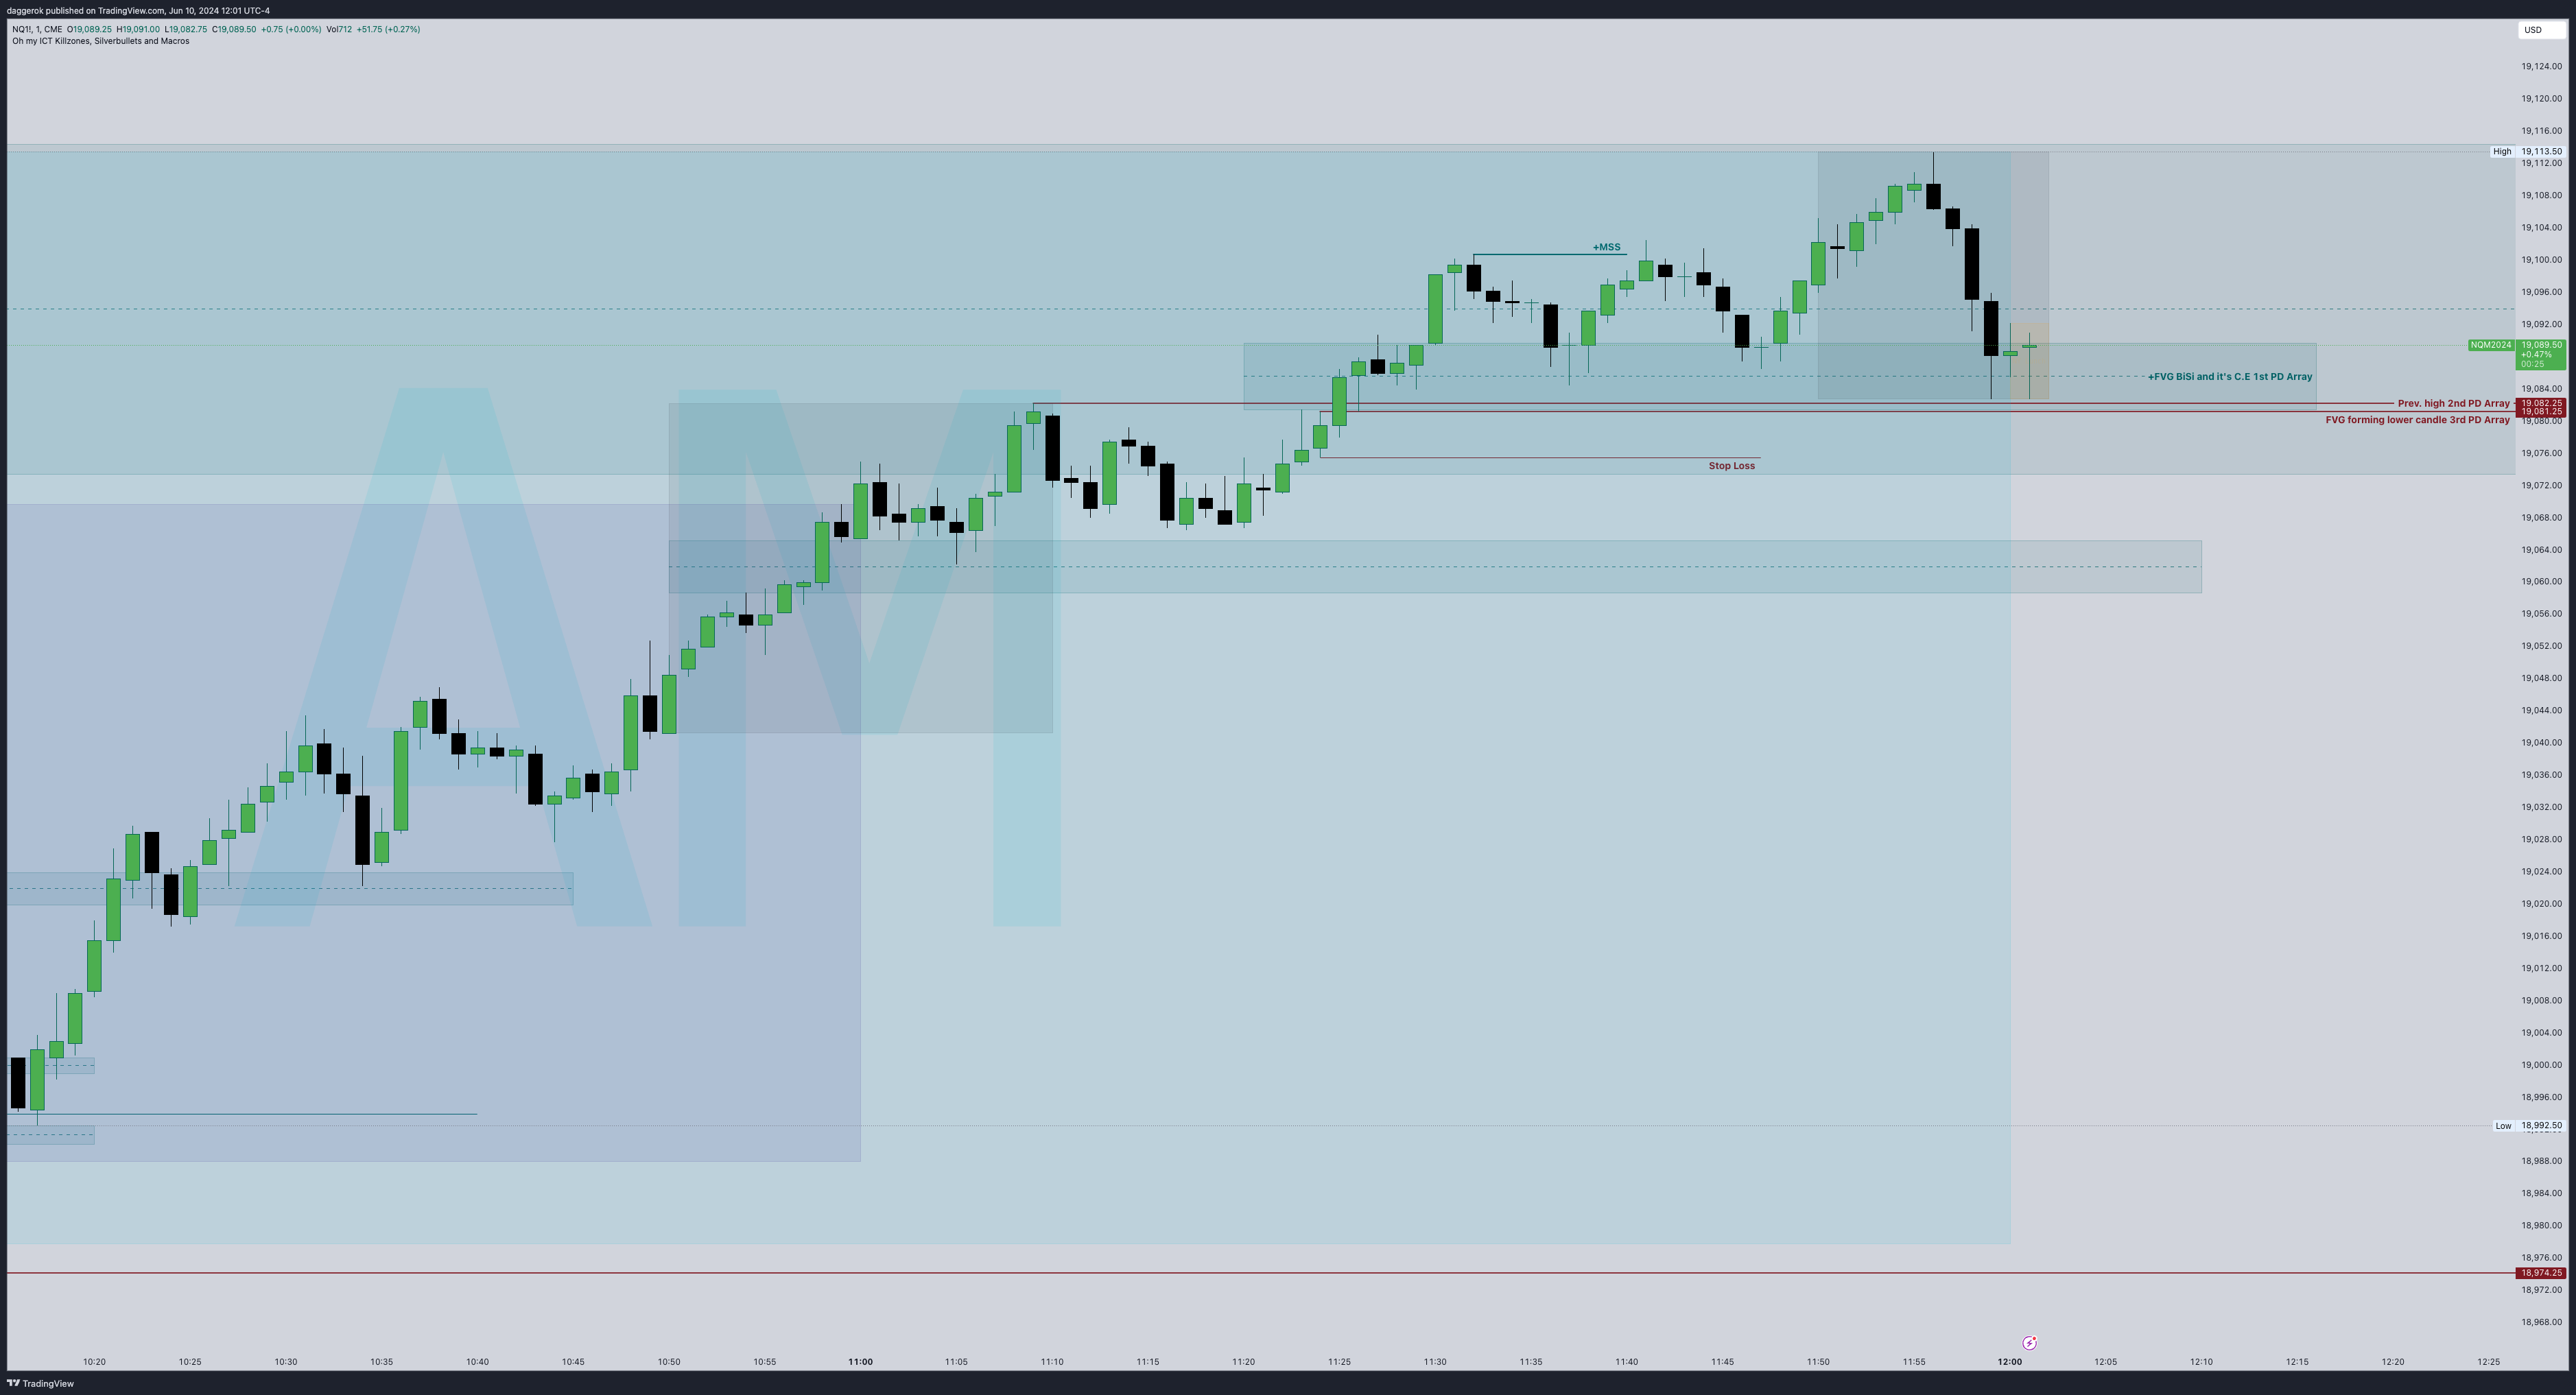 daggerok published on TradingView.com, Jun 10, 2024 12:01 UTC-4
NQ1!, 1, CME O19,089.25 H19,091.00 L19,082.75 C19,089.50 +0.75 (+0.00%) Vol712 +51.75 (+0.27%)
Oh my ICT Killzones, Silverbullets and Macros
USD
19,124.00
19,120.00
19,116.00
High 19,113.50
19,112.00
19,108.00
19,104.00
+MSS
19,100.00
19,096.00
19,092.00
NQM2024 19,089.50
+0.47%
00:25
+FVG BiSi and it's C.E 1st PD Array
19,084.00
Prev. high 2nd PD Array 19,082.25
19,081.25
FVG forming lower candle 3rd PD Array
19,080.00
19,076.00
Stop Loss
19,072.00
19,068.00
19,064.00
19,060.00
19,056.00
19,052.00
19,048.00
19,044.00
19,040.00
19,036.00
19,032.00
19,028.00
19,024.00
19,020.00
19,016.00
19,012.00
19,008.00
19,004.00
19,000.00
18,996.00
Low 18,992.50
18,988.00
18,984.00
18,980.00
18,976.00
18,974.25
18,972.00
18,968.00
AM
10:20 10:25 10:30 10:35 10:40 10:45 10:50 10:55 11:00 11:05 11:10 11:15 11:20 11:25 11:30 11:35 11:40 11:45 11:50 11:55 12:00 12:05 12:10 12:15 12:20 12:25
TradingView